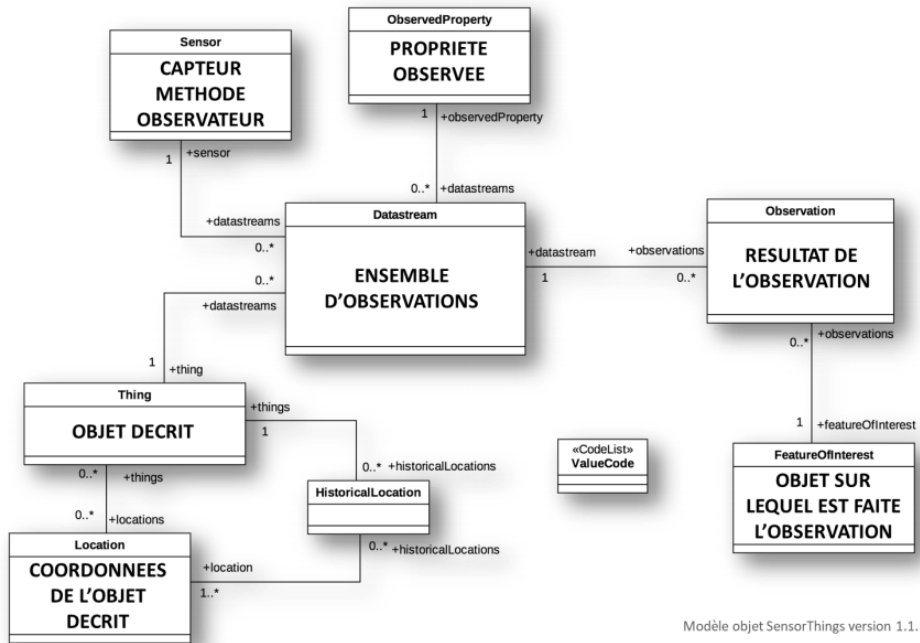 ObservedProperty
PROPRIETE
OBSERVEE
Sensor
CAPTEUR
METHODE
OBSERVATEUR
1
+observedProperty
1
+sensor
0..*
+datastreams
Datastream
ENSEMBLE
D'OBSERVATIONS
+datastreams
0..*
0..*
+datastreams
+datastream
1
+observations
0..*
Observation
RESULTAT DE
L'OBSERVATION
+observations
0..*
1
+thing
Thing
OBJET DECRIT
+things
1
0..*
+historicalLocations
1
+featureOfInterest
«CodeList»
ValueCode
FeatureOfInterest
OBJET SUR
LEQUEL EST FAITE
L'OBSERVATION
0..*
+things
0..*
+locations
HistoricalLocation
0..*
+historicalLocations
Location
COORDONNEES
DE L'OBJET
DECRIT
+location
1..*
Modèle objet SensorThings version 1.1.